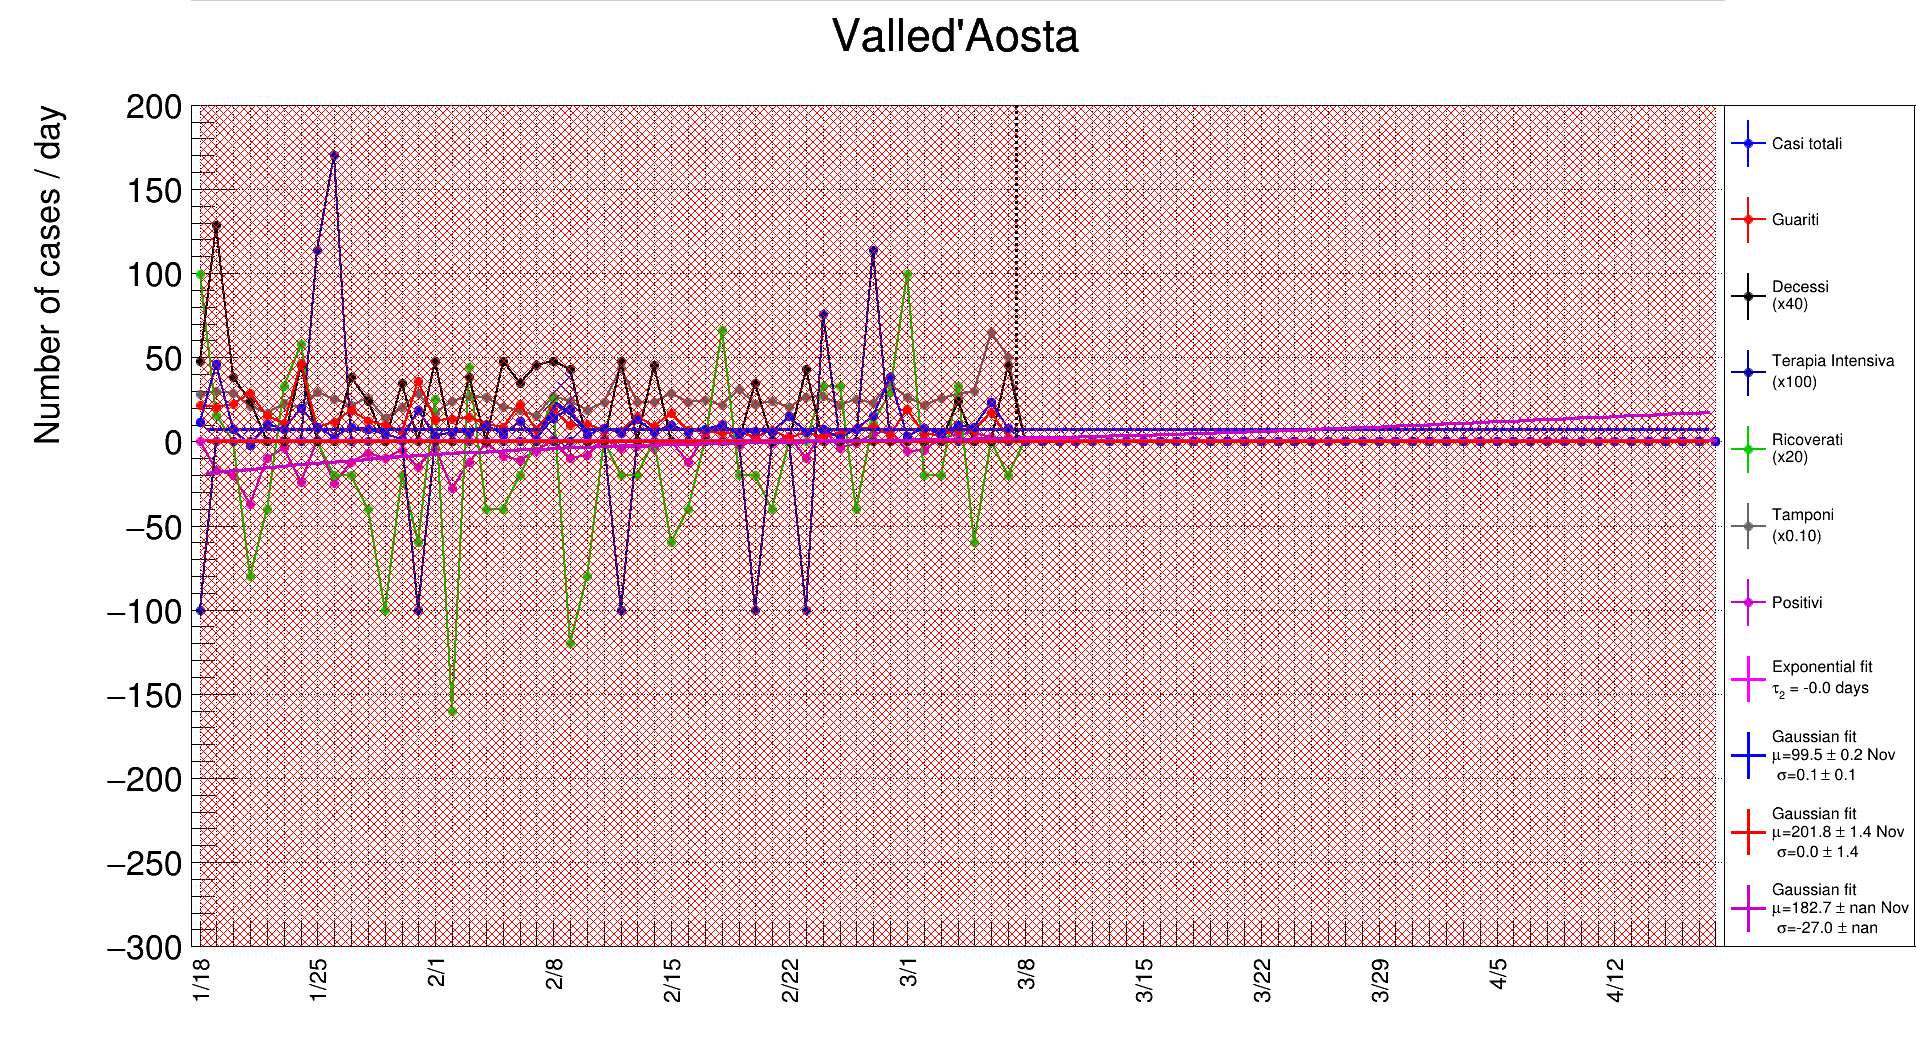 Valled'Aosta
Number of cases / day
200
150
100
50
0
−50
−100
−150
−200
−250
−300
1/18
1/25
2/1
2/8
2/15
2/22
3/1
3/8
3/15
3/22
3/29
4/5
4/12
Casi totali
Guariti
Decessi
(x40)
Terapia Intensiva
(x100)
Ricoverati
(x20)
Tamponi
(x0.10)
Positivi
Exponential fit
τ2 = -0.0 days
Gaussian fit
μ=99.5 ± 0.2 Nov
σ=0.1 ± 0.1
Gaussian fit
μ=201.8 ± 1.4 Nov
σ=0.0 ± 1.4
Gaussian fit
μ=182.7 ± nan Nov
σ=-27.0 ± nan